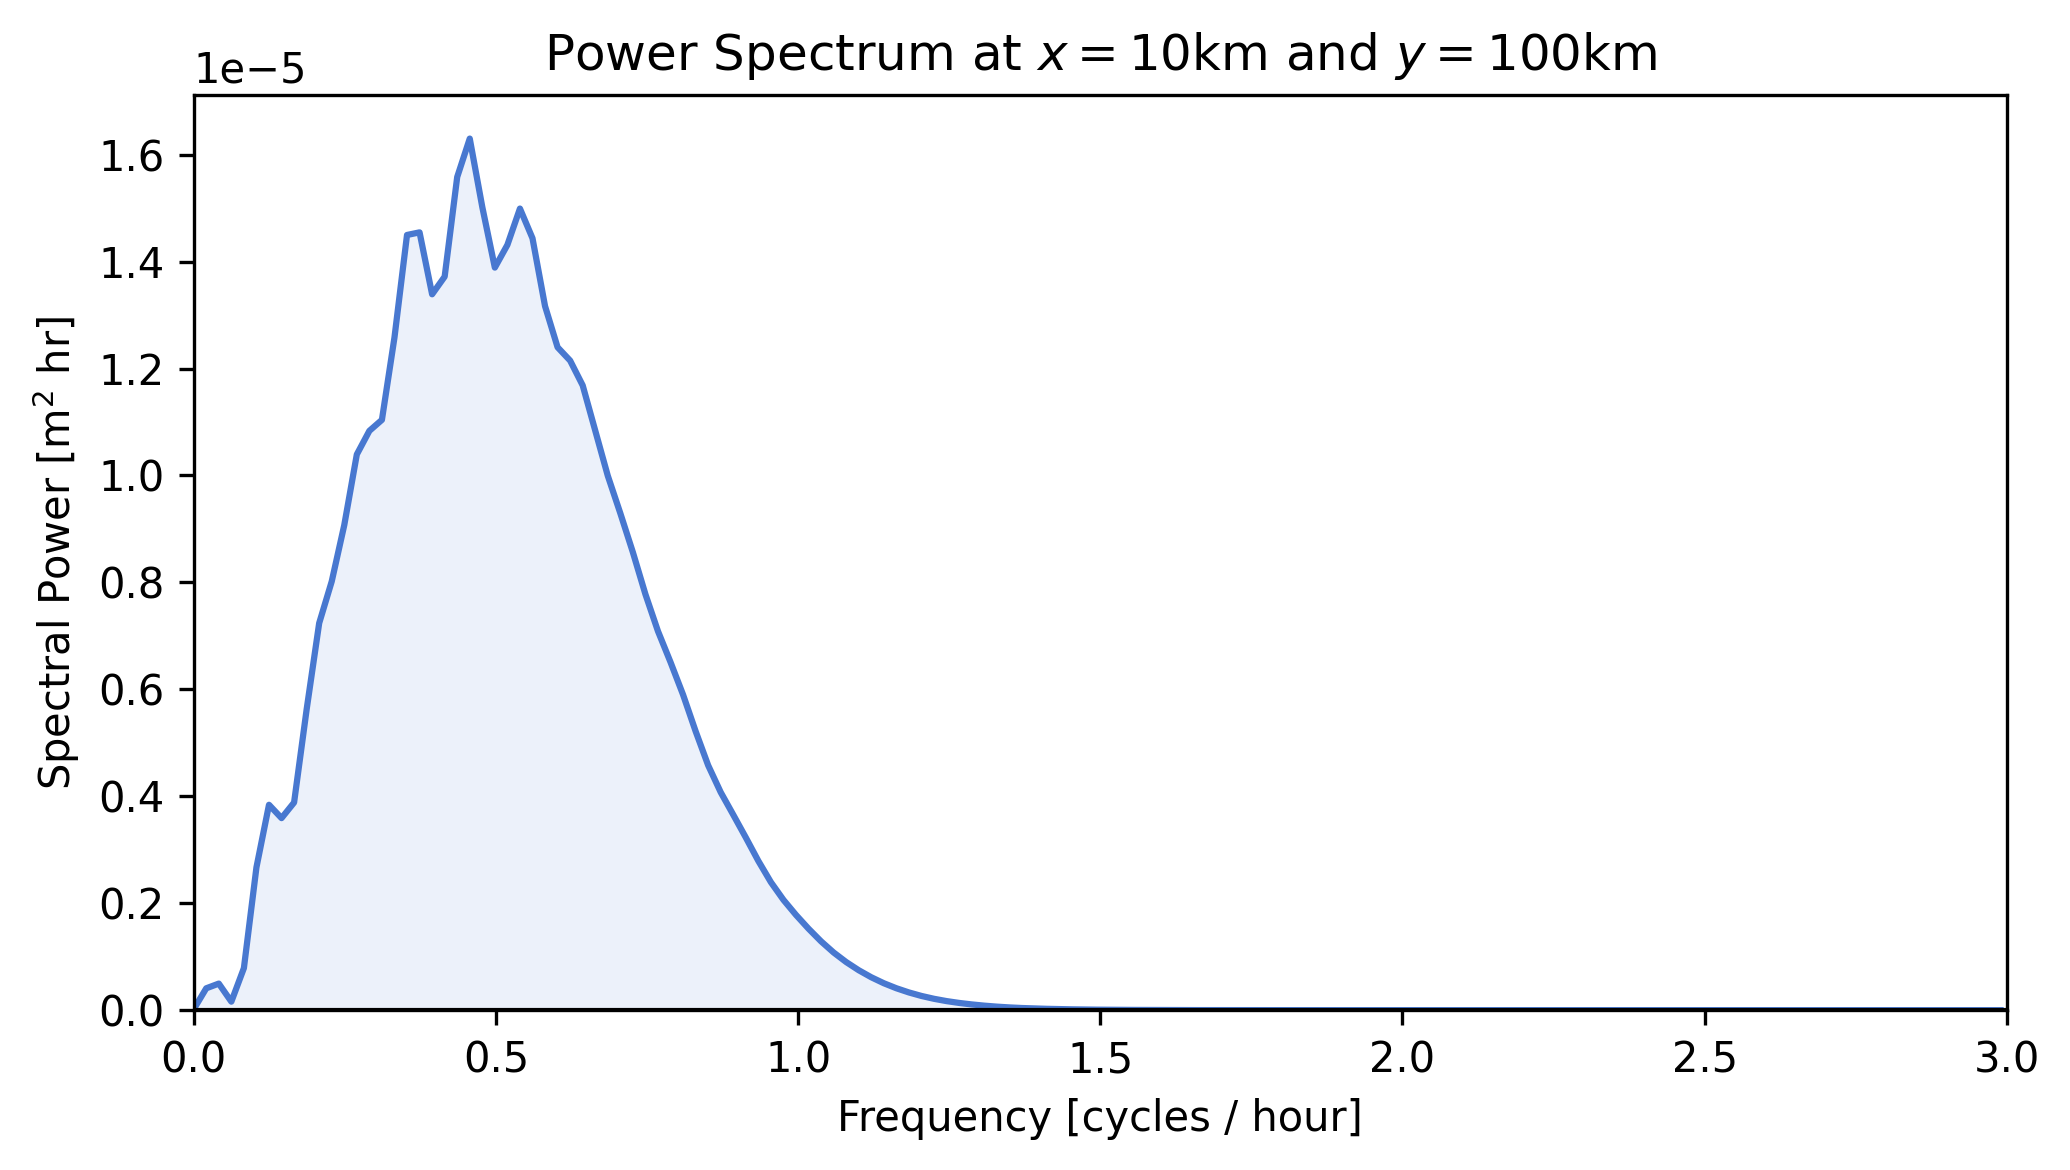 Power Spectrum at x = 10km and y = 100km
1e−5
1.6
1.4
1.2
1.0
0.8
0.6
0.4
0.2
0.0
Spectral Power [m² hr]
0.0 0.5 1.0 1.5 2.0 2.5 3.0
Frequency [cycles / hour]